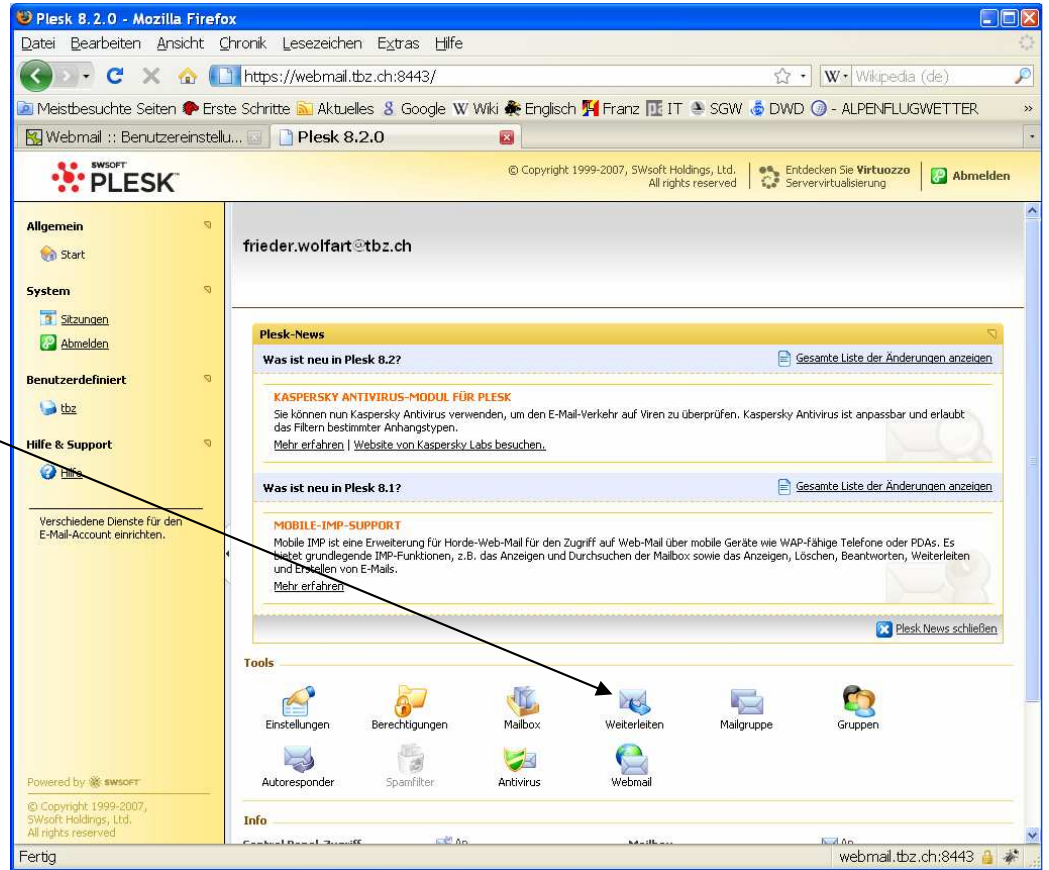 Plesk 8.2.0 - Mozilla Firefox
Datei Bearbeiten Ansicht Chronik Lesezeichen Extras Hilfe
https://webmail.tbz.ch:8443/
W Wikipedia (de)
Meistbesuchte Seiten Erste Schritte Aktuelles Google W Wiki Englisch Franz IT SGW DWD - ALPENFLUGWETTER »
Webmail :: Benutzereinstellu... Plesk 8.2.0
SWSOFT
PLESK
© Copyright 1999-2007, SWsoft Holdings, Ltd.
All rights reserved
Entdecken Sie Virtuozzo
Servervirtualisierung
Abmelden
Allgemein
Start
System
Sitzungen
Abmelden
Benutzerdefiniert
tbz
Hilfe & Support
Hilfe
Verschiedene Dienste für den
E-Mail-Account einrichten.
Powered by SWSOFT
© Copyright 1999-2007,
SWsoft Holdings, Ltd.
All rights reserved
frieder.wolfart@tbz.ch
Plesk-News
Was ist neu in Plesk 8.2? Gesamte Liste der Änderungen anzeigen
KASPERSKY ANTIVIRUS-MODUL FÜR PLESK
Sie können nun Kaspersky Antivirus verwenden, um den E-Mail-Verkehr auf Viren zu überprüfen. Kaspersky Antivirus ist anpassbar und erlaubt
das Filtern bestimmter Anhangstypen.
Mehr erfahren | Website von Kaspersky Labs besuchen.
Was ist neu in Plesk 8.1? Gesamte Liste der Änderungen anzeigen
MOBILE-IMP-SUPPORT
Mobile IMP ist eine Erweiterung für Horde-Web-Mail für den Zugriff auf Web-Mail über mobile Geräte wie WAP-fähige Telefone oder PDAs. Es
bietet grundlegende IMP-Funktionen, z.B. das Anzeigen und Durchsuchen der Mailbox sowie das Anzeigen, Löschen, Beantworten, Weiterleiten
und Erstellen von E-Mails.
Mehr erfahren
Plesk News schließen
Tools
Einstellungen Berechtigungen Mailbox Weiterleiten Mailgruppe Gruppen
Autoresponder Spamfilter Antivirus Webmail
Info
Control Panel-Zugriff An Mailbox An
Fertig webmail.tbz.ch:8443